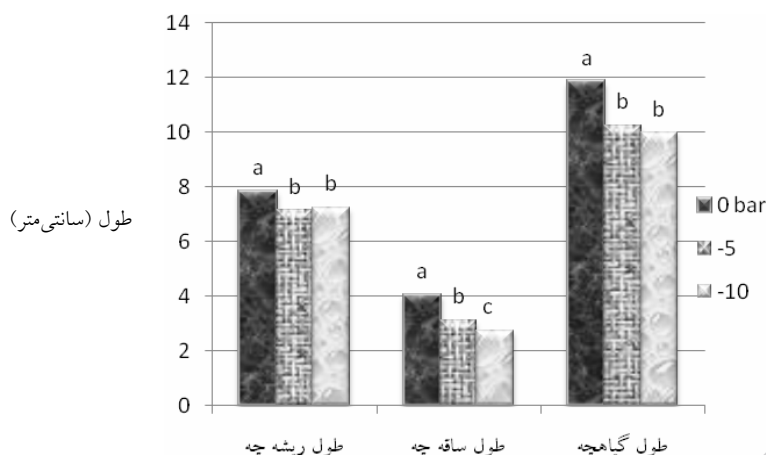 14
12
10
8
6
4
2
0
طول (سانتی‌متر)
a
b
b
a
b
c
a
b
b
0 bar
-5
-10
طول ریشه چه
طول ساقه چه
طول گیاهچه